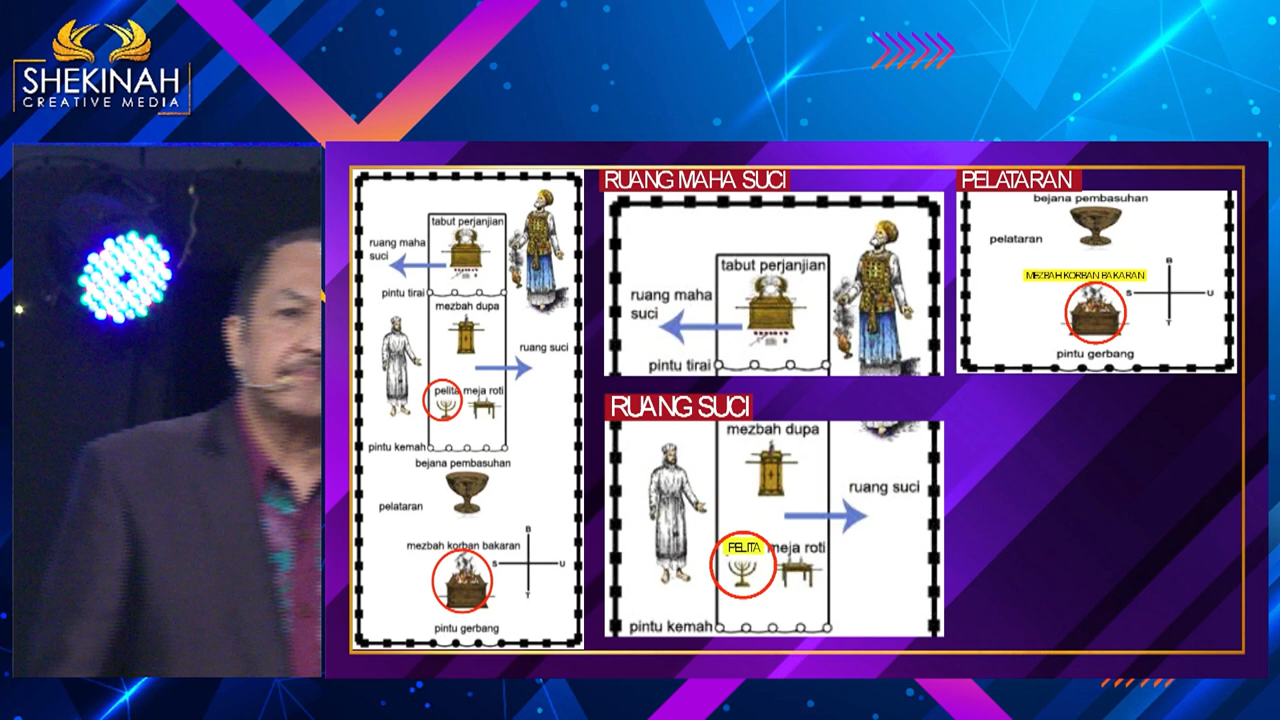 SHEKINAH
CREATIVE MEDIA
tabut perjanjian
ruang maha
suci
pintu tirai
mezbah dupa
ruang suci
pelita meja roti
pintu kemah
bejana pembasuhan
pelataran
mezbah korban bakaran
B
S
U
T
pintu gerbang
RUANG MAHA SUCI
tabut perjanjian
ruang maha
suci
pintu tirai
RUANG SUCI
mezbah dupa
ruang suci
PELITA meja roti
pintu kemah
PELATARAN
bejana pembasuhan
pelataran
MEZBAH KORBAN BAKARAN
B
S
U
T
pintu gerbang